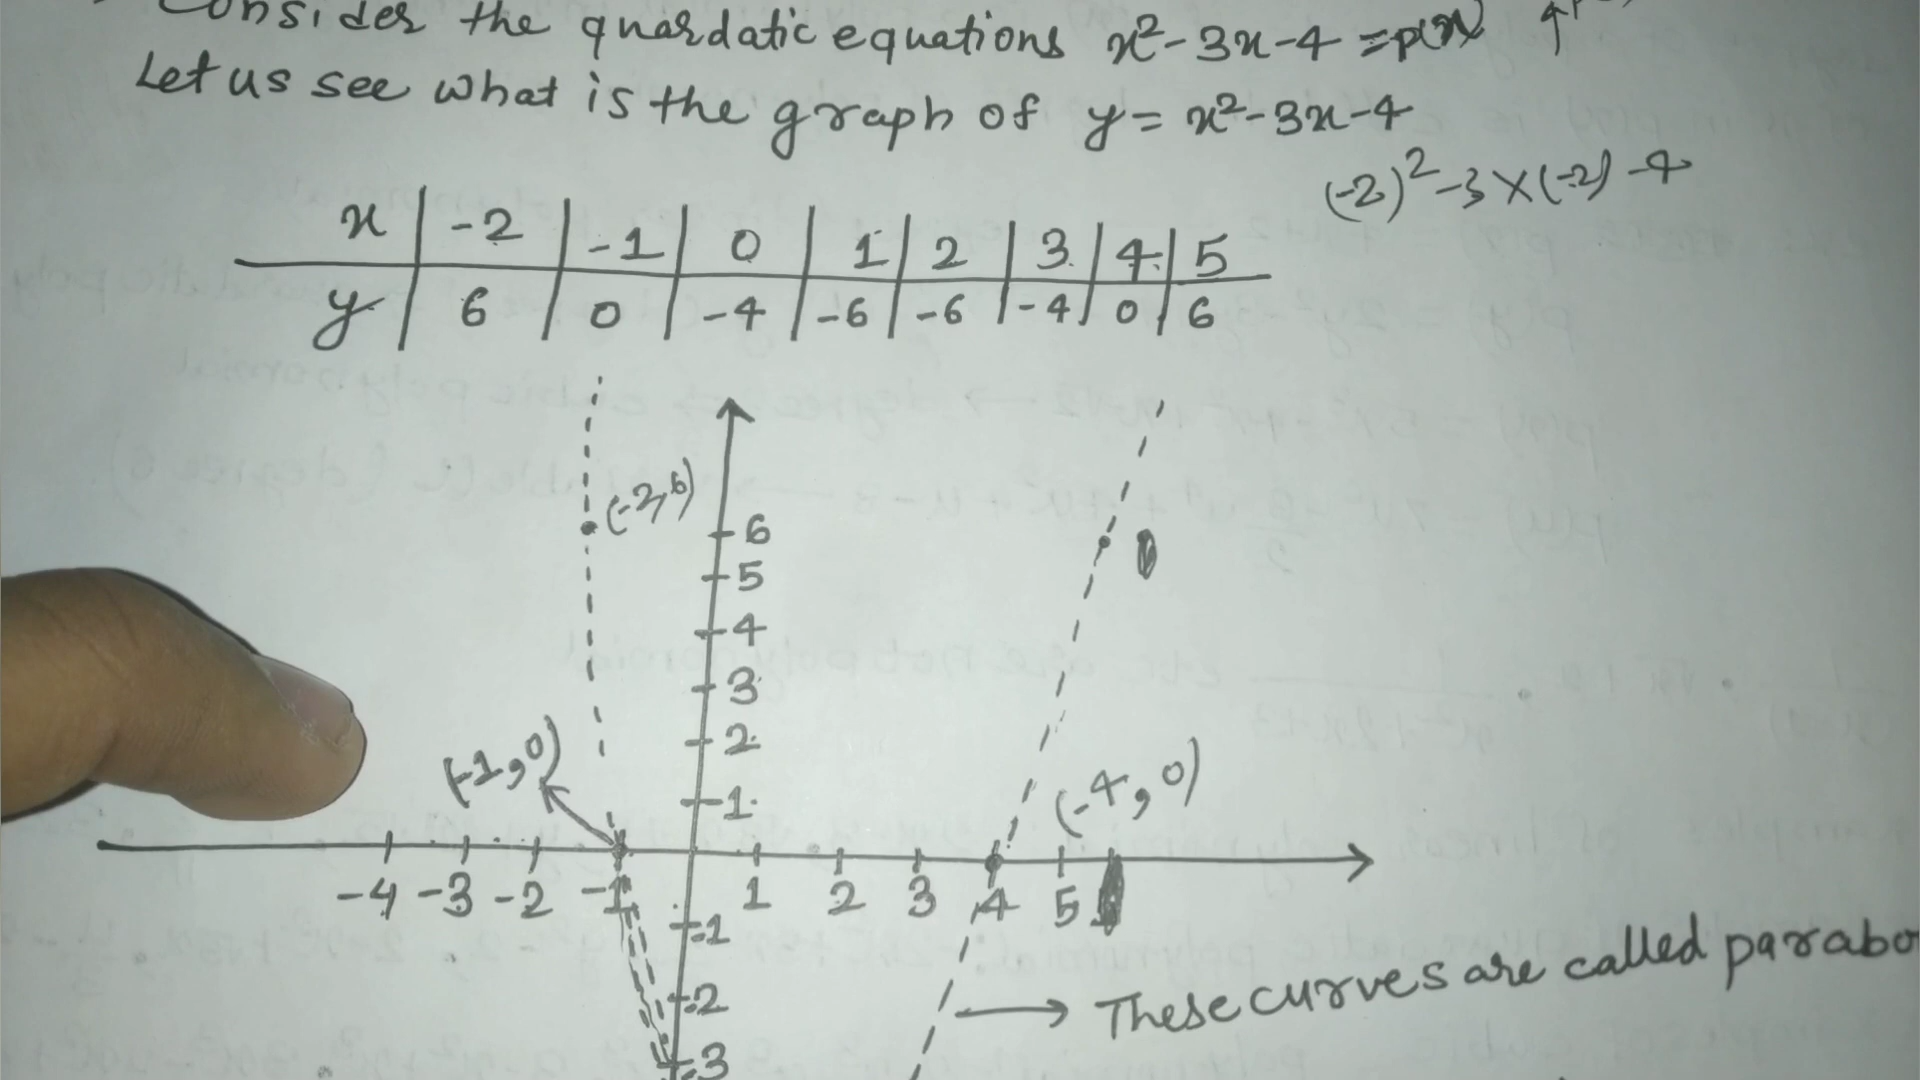 Consider the quardatic equations x²-3x-4 = p(x)
Let us see what is the graph of y = x²-3x-4
(-2)²-3×(-2)-4
x -2 -1 0 1 2 3 4 5
y 6 0 -4 -6 -6 -4 0 6
(-2,6)
6
5
4
3
2
1
(-1,0)
(-4,0)
-4 -3 -2 -1 1 2 3 4 5
-1
-2
-3
These curves are called parabo